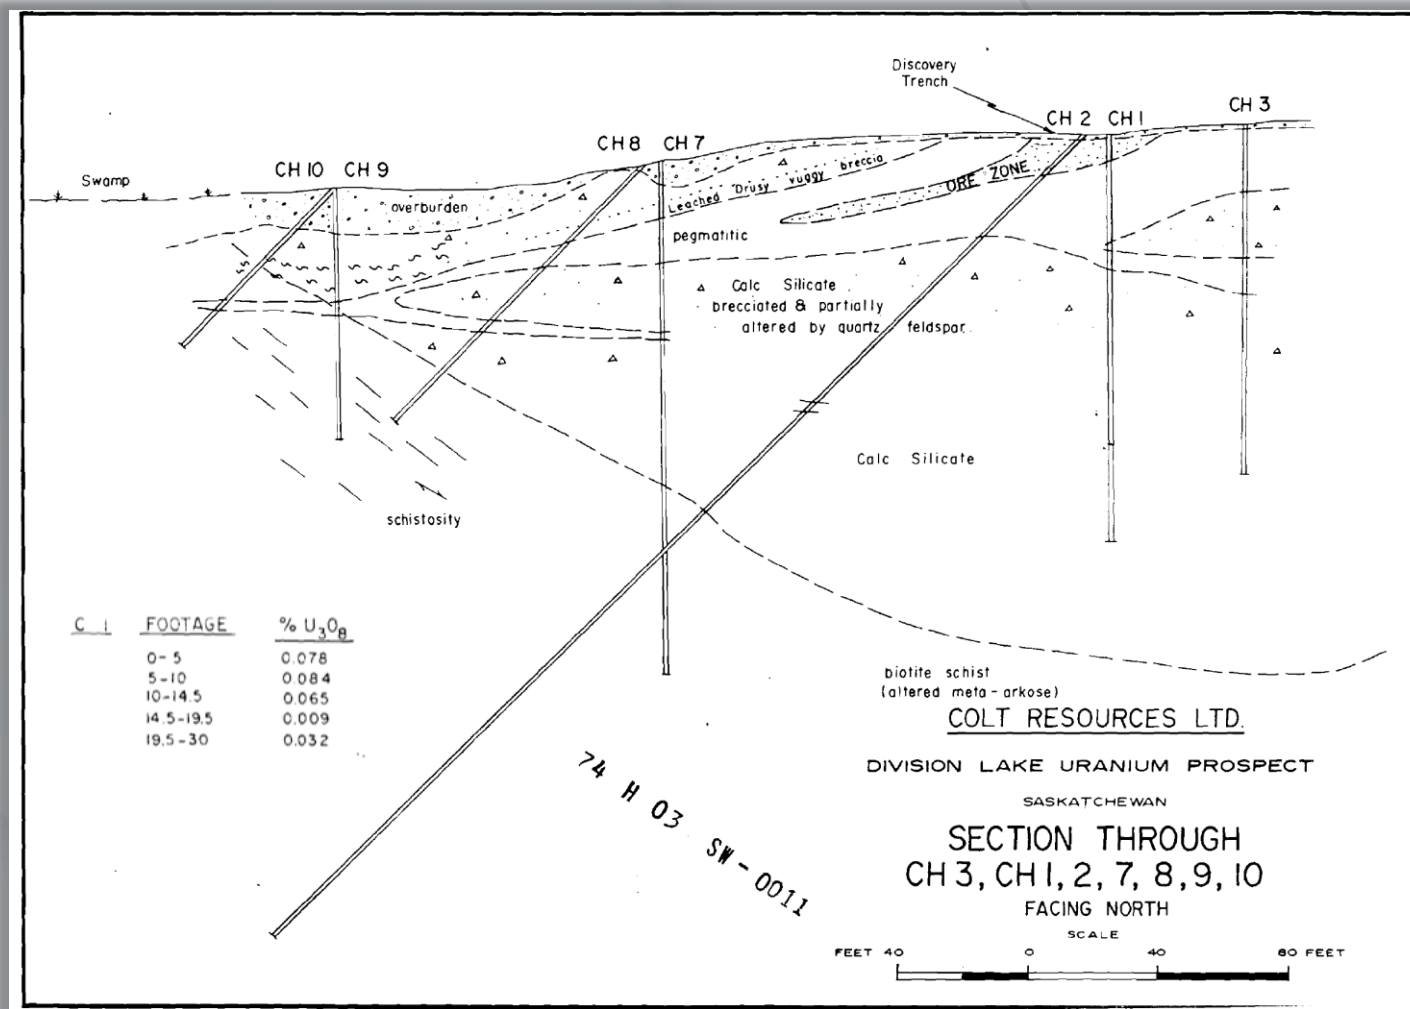 Discovery
Trench
CH 2 CH 1
CH 3
CH 8 CH 7
CH 10 CH 9
Swamp
overburden
Leached Drusy vuggy breccia
ORE ZONE
pegmatitic
Calc Silicate
brecciated & partially
altered by quartz feldspar
Calc Silicate
schistosity
FOOTAGE % U3O8
0-5 0.078
5-10 0.084
10-14.5 0.065
14.5-19.5 0.009
19.5-30 0.032
biotite schist
(altered meta-arkose)
74 H 03 SW-0011
COLT RESOURCES LTD.
DIVISION LAKE URANIUM PROSPECT
SASKATCHEWAN
SECTION THROUGH
CH 3, CH 1, 2, 7, 8, 9, 10
FACING NORTH
SCALE
FEET 40 0 40 80 FEET